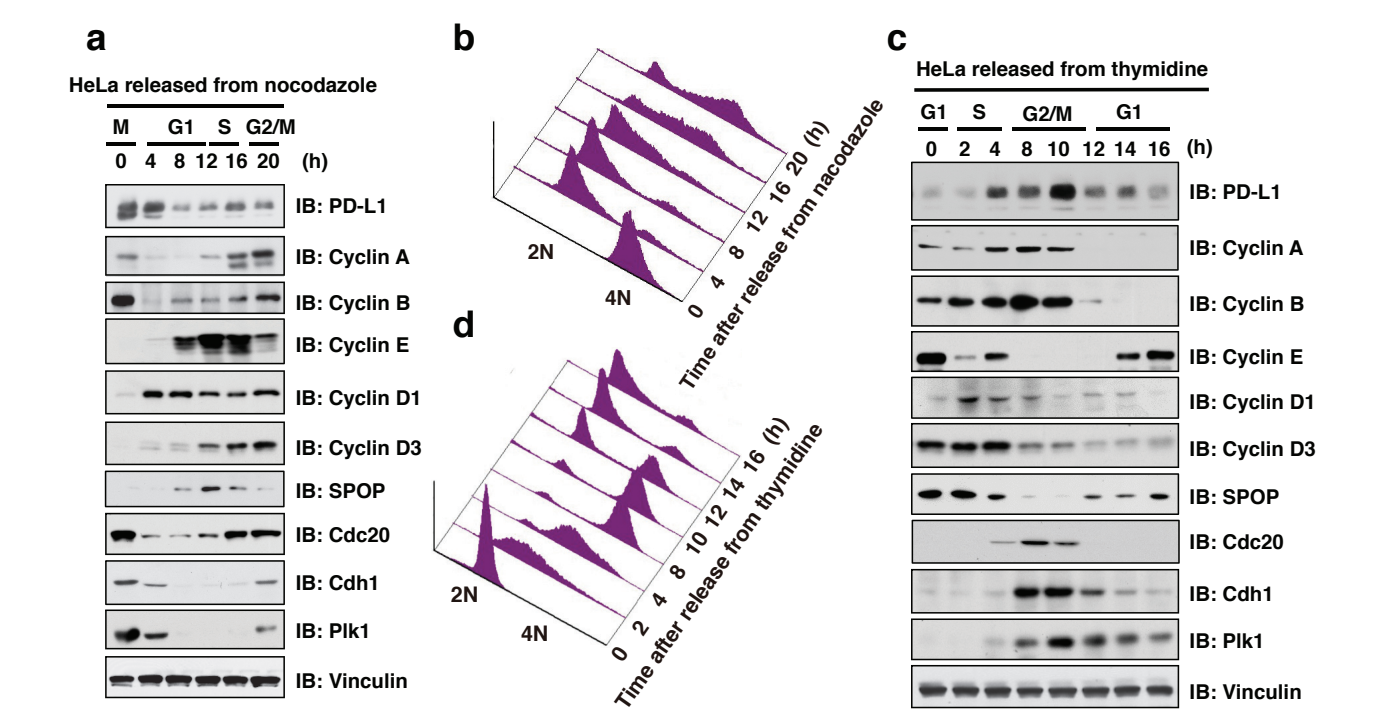 a
HeLa released from nocodazole
M G1 S G2/M
0 4 8 12 16 20 (h)
IB: PD-L1
IB: Cyclin A
IB: Cyclin B
IB: Cyclin E
IB: Cyclin D1
IB: Cyclin D3
IB: SPOP
IB: Cdc20
IB: Cdh1
IB: Plk1
IB: Vinculin
b
2N
4N
0 4 8 12 16 20 (h)
Time after release from nacodazole
d
2N
4N
0 2 4 8 10 12 14 16 (h)
Time after release from thymidine
c
HeLa released from thymidine
G1 S G2/M G1
0 2 4 8 10 12 14 16 (h)
IB: PD-L1
IB: Cyclin A
IB: Cyclin B
IB: Cyclin E
IB: Cyclin D1
IB: Cyclin D3
IB: SPOP
IB: Cdc20
IB: Cdh1
IB: Plk1
IB: Vinculin